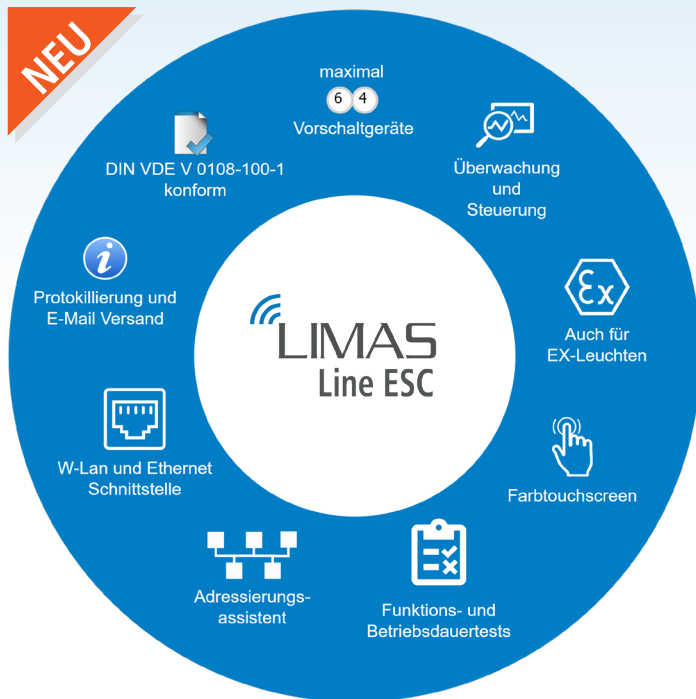 NEU
maximal
6 4
Vorschaltgeräte
Überwachung
und
Steuerung
Ex
Auch für
EX-Leuchten
Farbtouchscreen
Funktions- und
Betriebsdauertests
Adressierungs-
assistent
W-Lan und Ethernet
Schnittstelle
i
Protokillierung und
E-Mail Versand
DIN VDE V 0108-100-1
konform
LIMAS
Line ESC